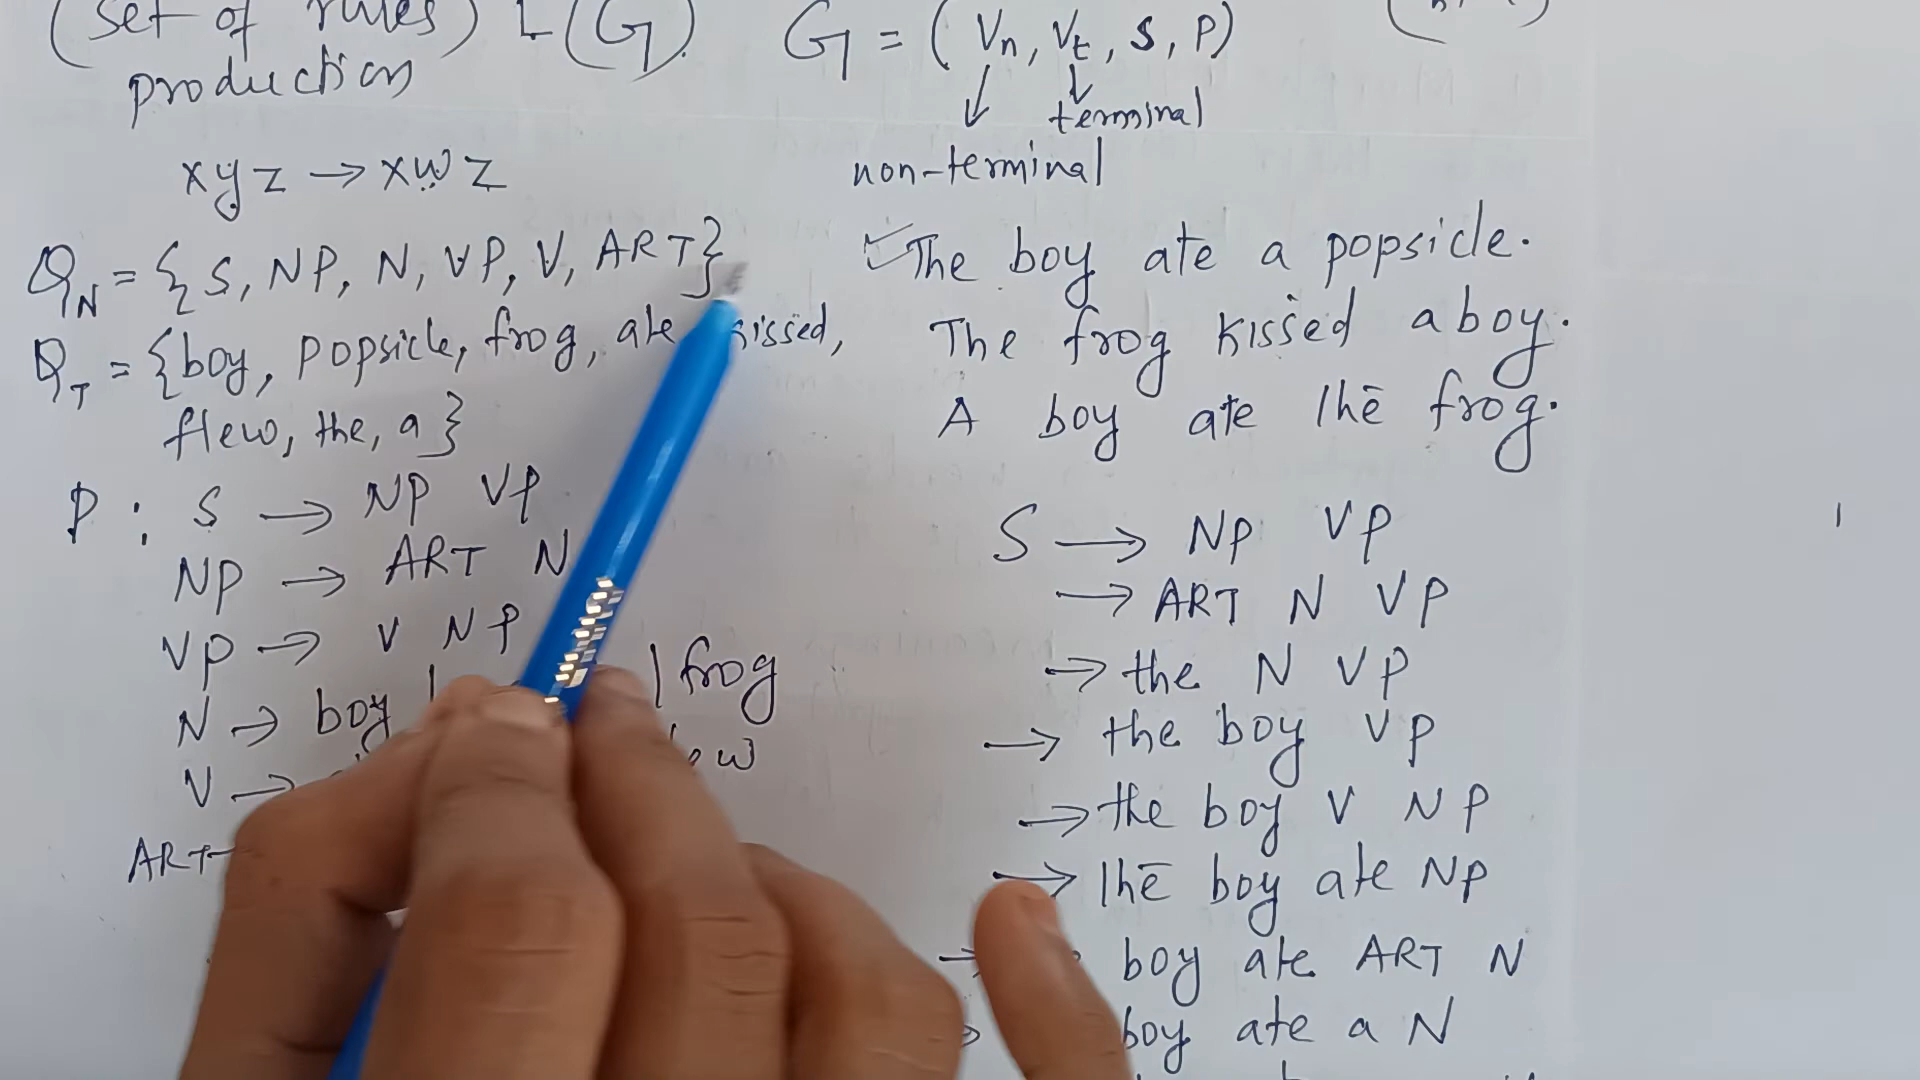 (set of rules) L(G). G = (Vn, Vt, S, P)
production
terminal
non-terminal
xyz → xwz
QN = {S, NP, N, VP, V, ART}
QT = {boy, popsicle, frog, ate kissed,
flew, the, a}
P : S → NP VP
NP → ART N
VP → V NP
N → boy | | frog
V →
ART
The boy ate a popsicle.
The frog kissed a boy.
A boy ate the frog.
S → NP VP
→ ART N VP
→ the N VP
→ the boy VP
→ the boy V NP
→ the boy ate NP
→ boy ate ART N
boy ate a N